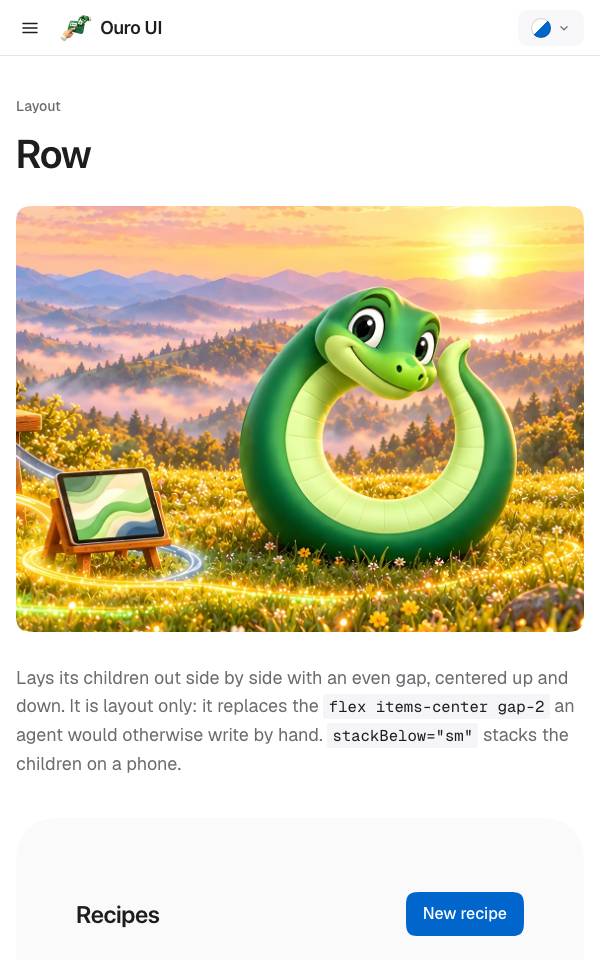 Ouro UI
Layout
Row
Lays its children out side by side with an even gap, centered up and
down. It is layout only: it replaces the flex items-center gap-2 an
agent would otherwise write by hand. stackBelow="sm" stacks the
children on a phone.
Recipes
New recipe